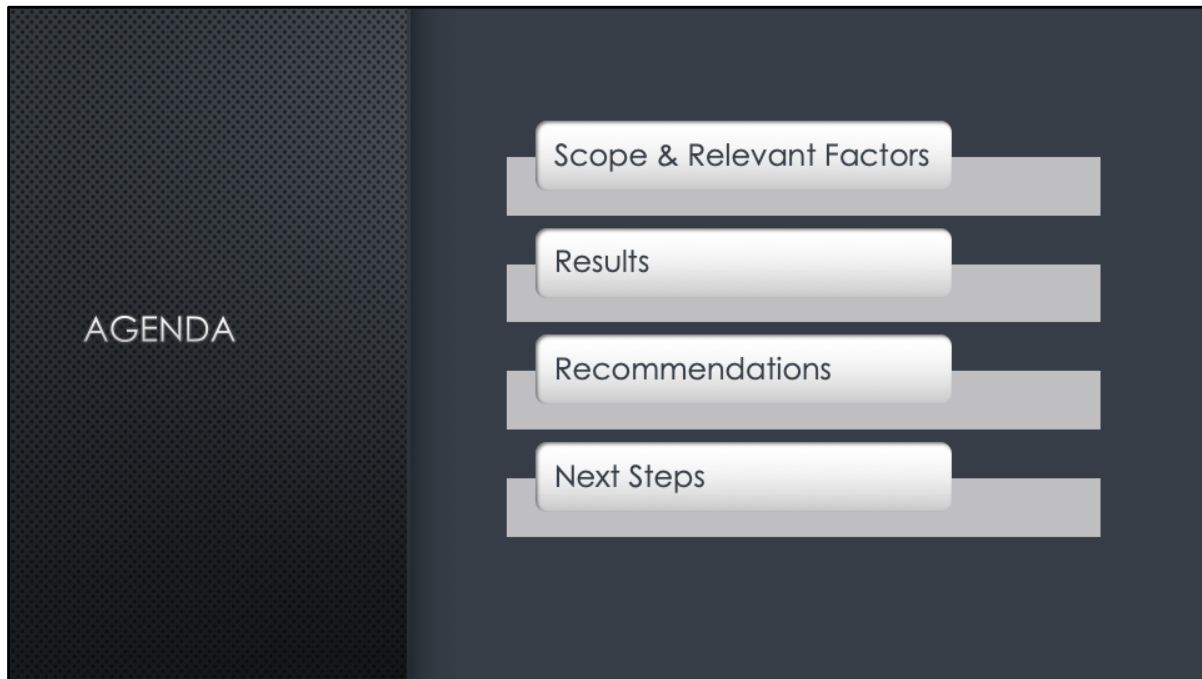 AGENDA
Scope & Relevant Factors
Results
Recommendations
Next Steps